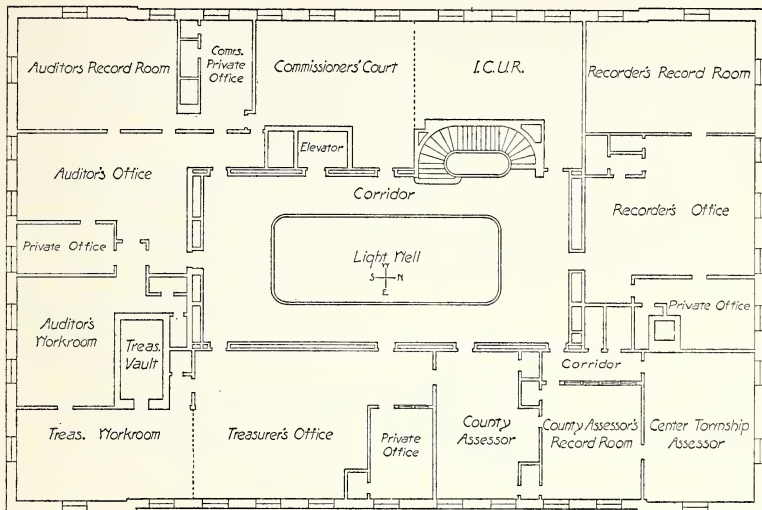 Auditors Record Room
Comrs.
Private
Office
Commissioners' Court
I.C.U.R.
Recorder's Record Room
Elevator
Auditor's Office
Corridor
Recorder's Office
Private Office
Light Well
W
S N
E
Private Office
Auditor's
Workroom
Treas.
Vault
Corridor
Treas. Workroom
Treasurer's Office
Private
Office
County
Assessor
County Assessor's
Record Room
Center Township
Assessor